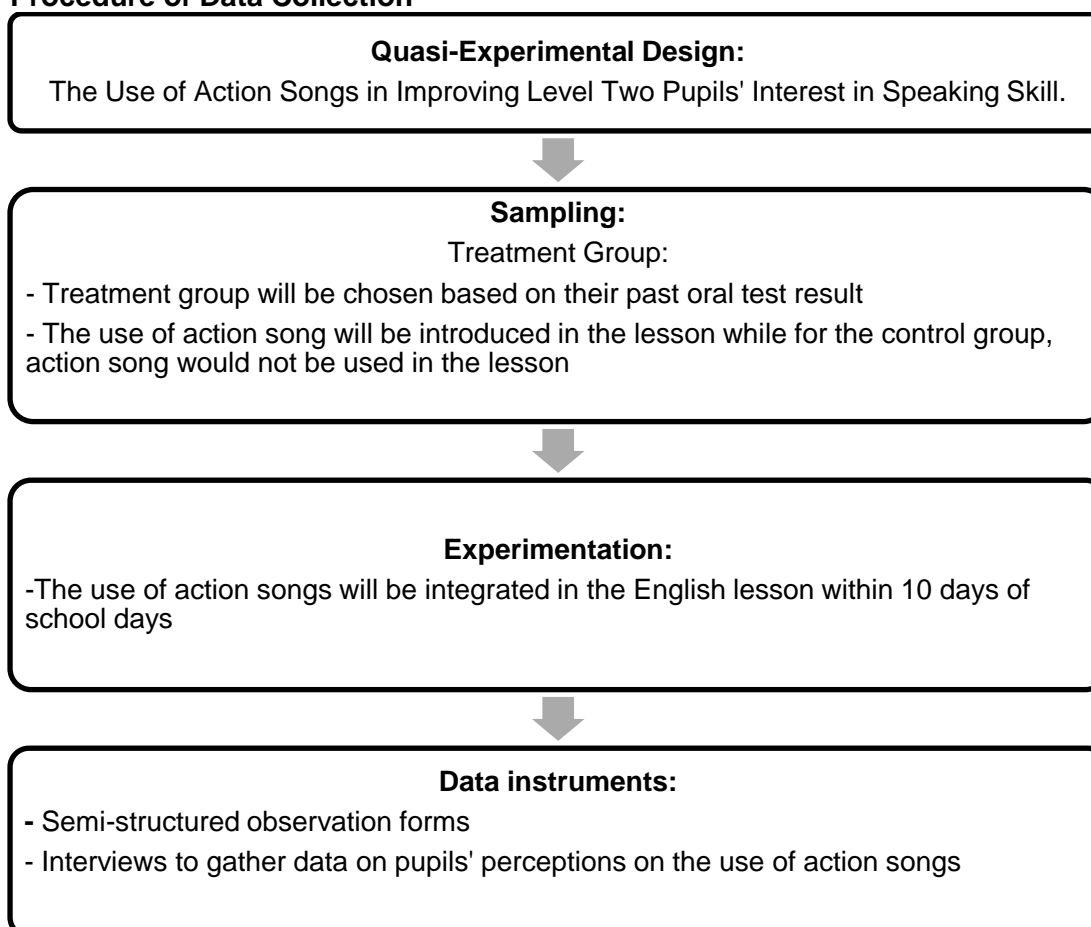 Procedure of Data Collection
Quasi-Experimental Design:
The Use of Action Songs in Improving Level Two Pupils' Interest in Speaking Skill.
Sampling:
Treatment Group:
- Treatment group will be chosen based on their past oral test result
- The use of action song will be introduced in the lesson while for the control group,
action song would not be used in the lesson
Experimentation:
-The use of action songs will be integrated in the English lesson within 10 days of
school days
Data instruments:
- Semi-structured observation forms
- Interviews to gather data on pupils' perceptions on the use of action songs